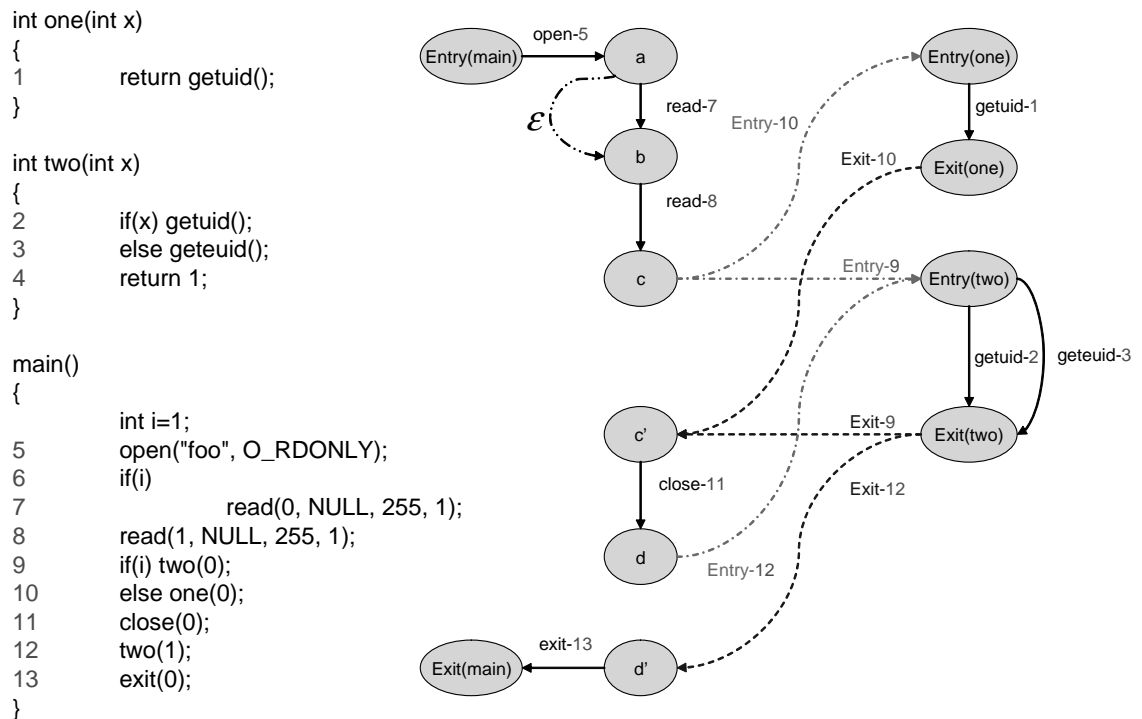 int one(int x)
{
1 return getuid();
}
int two(int x)
{
2 if(x) getuid();
3 else geteuid();
4 return 1;
}
main()
{
int i=1;
5 open("foo", O_RDONLY);
6 if(i)
7 read(0, NULL, 255, 1);
8 read(1, NULL, 255, 1);
9 if(i) two(0);
10 else one(0);
11 close(0);
12 two(1);
13 exit(0);
}
Entry(main)
open-5
a
read-7
ε
b
read-8
c
Entry-10
Entry(one)
getuid-1
Exit-10
Exit(one)
Entry-9
Entry(two)
getuid-2
geteuid-3
c'
Exit-9
Exit(two)
close-11
Exit-12
d
Entry-12
Exit(main)
exit-13
d'